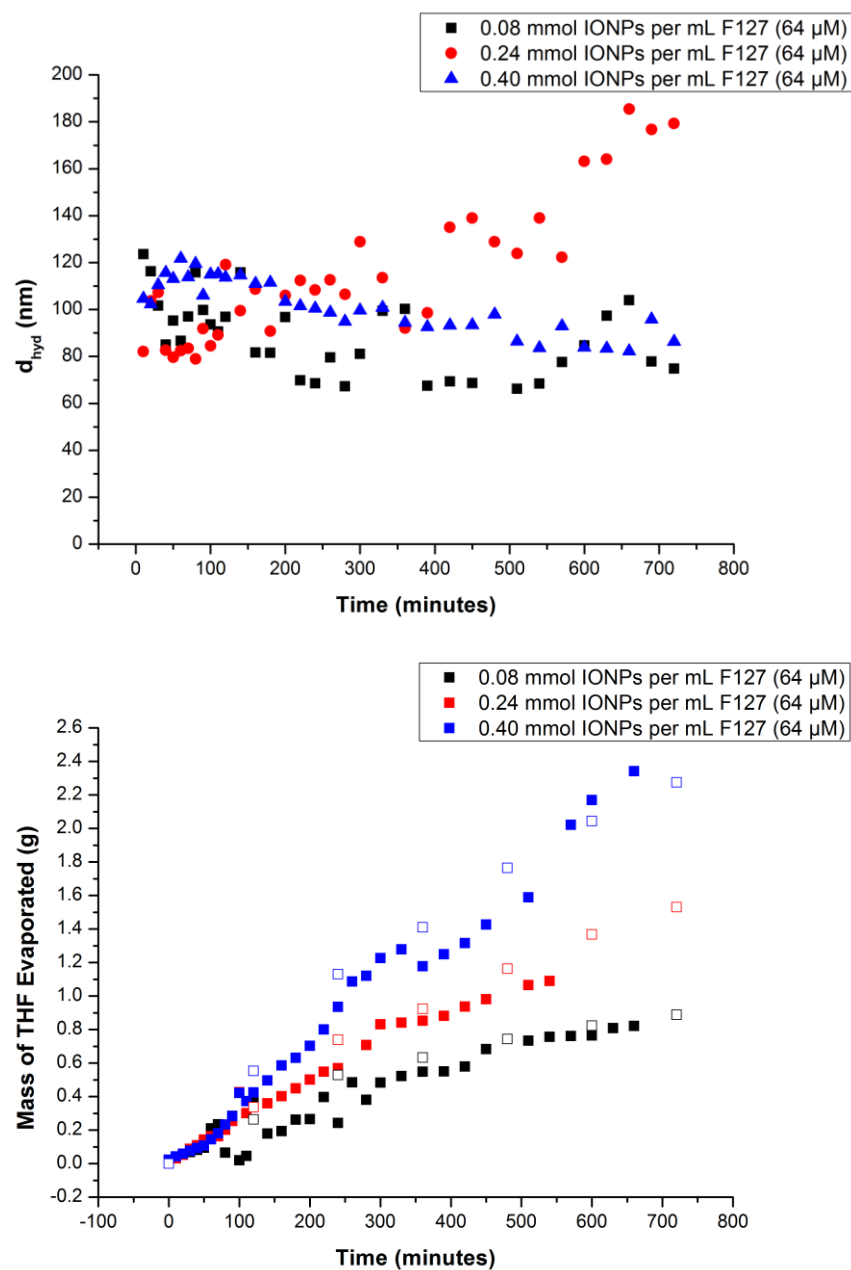 0.08 mmol IONPs per mL F127 (64 µM)
0.24 mmol IONPs per mL F127 (64 µM)
0.40 mmol IONPs per mL F127 (64 µM)
200
180
160
140
120
100
80
60
40
20
0
d_hyd (nm)
0 100 200 300 400 500 600 700 800
Time (minutes)
0.08 mmol IONPs per mL F127 (64 µM)
0.24 mmol IONPs per mL F127 (64 µM)
0.40 mmol IONPs per mL F127 (64 µM)
2.6
2.4
2.2
2.0
1.8
1.6
1.4
1.2
1.0
0.8
0.6
0.4
0.2
0.0
-0.2
Mass of THF Evaporated (g)
-100 0 100 200 300 400 500 600 700 800
Time (minutes)